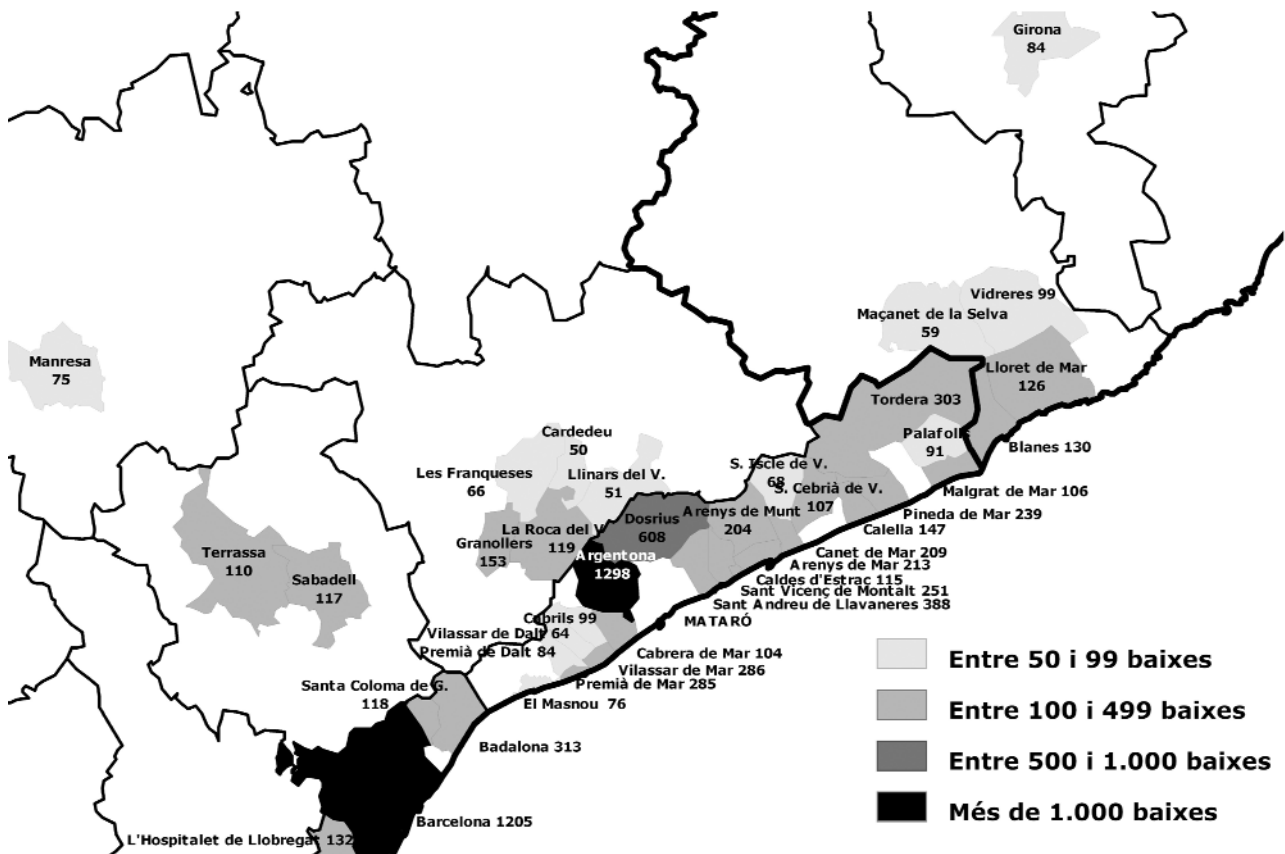 Girona
84
Vidreres 99
Maçanet de la Selva
59
Manresa
75
Lloret de Mar
126
Tordera 303
Palafolls
91
Blanes 130
Cardedeu
50
Les Franqueses
66
Llinars del V.
51
S. Iscle de V.
68
S. Cebrià de V.
107
Malgrat de Mar 106
Pineda de Mar 239
Calella 147
Dosrius
608
Arenys de Munt
204
La Roca del V.
119
Granollers
153
Terrassa
110
Sabadell
117
Argentona
1298
Canet de Mar 209
Arenys de Mar 213
Caldes d'Estrac 115
Sant Vicenç de Montalt 251
Sant Andreu de Llavaneres 388
MATARÓ
Cabrils 99
Vilassar de Dalt 64
Premià de Dalt 84
Cabrera de Mar 104
Vilassar de Mar 286
Premià de Mar 285
El Masnou 76
Santa Coloma de G.
118
Badalona 313
Barcelona 1205
L'Hospitalet de Llobregat 132
Entre 50 i 99 baixes
Entre 100 i 499 baixes
Entre 500 i 1.000 baixes
Més de 1.000 baixes